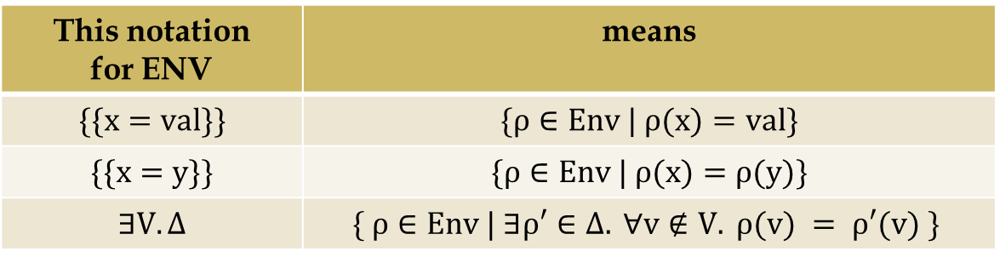 This notation
for ENV
means
{{x = val}}
{ρ ∈ Env | ρ(x) = val}
{{x = y}}
{ρ ∈ Env | ρ(x) = ρ(y)}
∃V. Δ
{ ρ ∈ Env | ∃ρ′ ∈ Δ. ∀v ∉ V. ρ(v) = ρ′(v) }